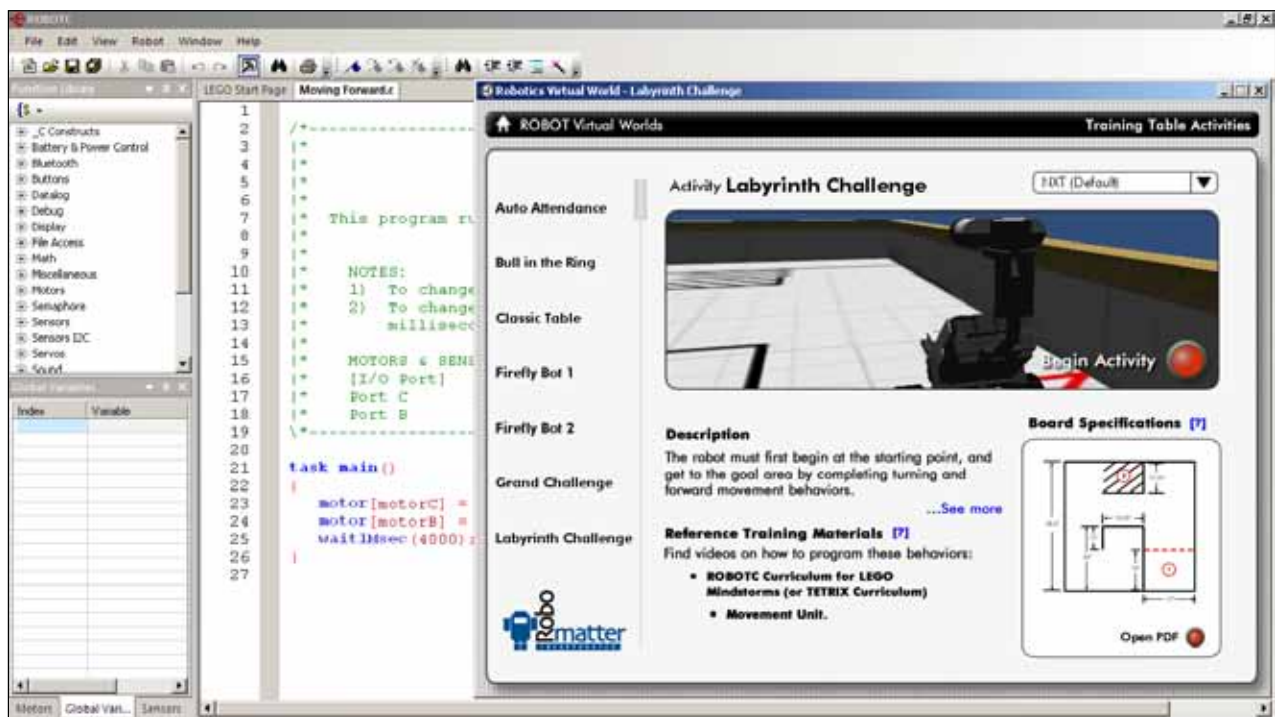 ROBOTC
File Edit View Robot Window Help
Function Library
LEGO Start Page Moving Forward.c
_C Constructs
Battery & Power Control
Bluetooth
Buttons
Datalog
Debug
Display
File Access
Math
Miscellaneous
Motors
Semaphore
Sensors
Sensors I2C
Servos
Sound
Global Variables
Index Variable
Motors Global Vari... Sensors
1
2 /*--------------------
3 |*
4 |*
5 |*
6 |*
7 |* This program ru
8 |*
9 |*
10 |* NOTES:
11 |* 1) To change
12 |* 2) To change
13 |* millisec
14 |*
15 |* MOTORS & SENS
16 |* [I/O Port]
17 |* Port C
18 |* Port B
19 \*--------------------
20
21 task main()
22 {
23 motor[motorC] =
24 motor[motorB] =
25 wait1Msec(4000);
26 }
27
Robotics Virtual World - Labyrinth Challenge
ROBOT Virtual Worlds
Training Table Activities
Auto Attendance
Bull in the Ring
Classic Table
Firefly Bot 1
Firefly Bot 2
Grand Challenge
Labyrinth Challenge
Robomatter
Activity Labyrinth Challenge
NXT (Default)
Begin Activity
Description
The robot must first begin at the starting point, and
get to the goal area by completing turning and
forward movement behaviors.
...See more
Reference Training Materials [?]
Find videos on how to program these behaviors:
• ROBOTC Curriculum for LEGO
Mindstorms (or TETRIX Curriculum)
• Movement Unit.
Board Specifications [?]
Open PDF